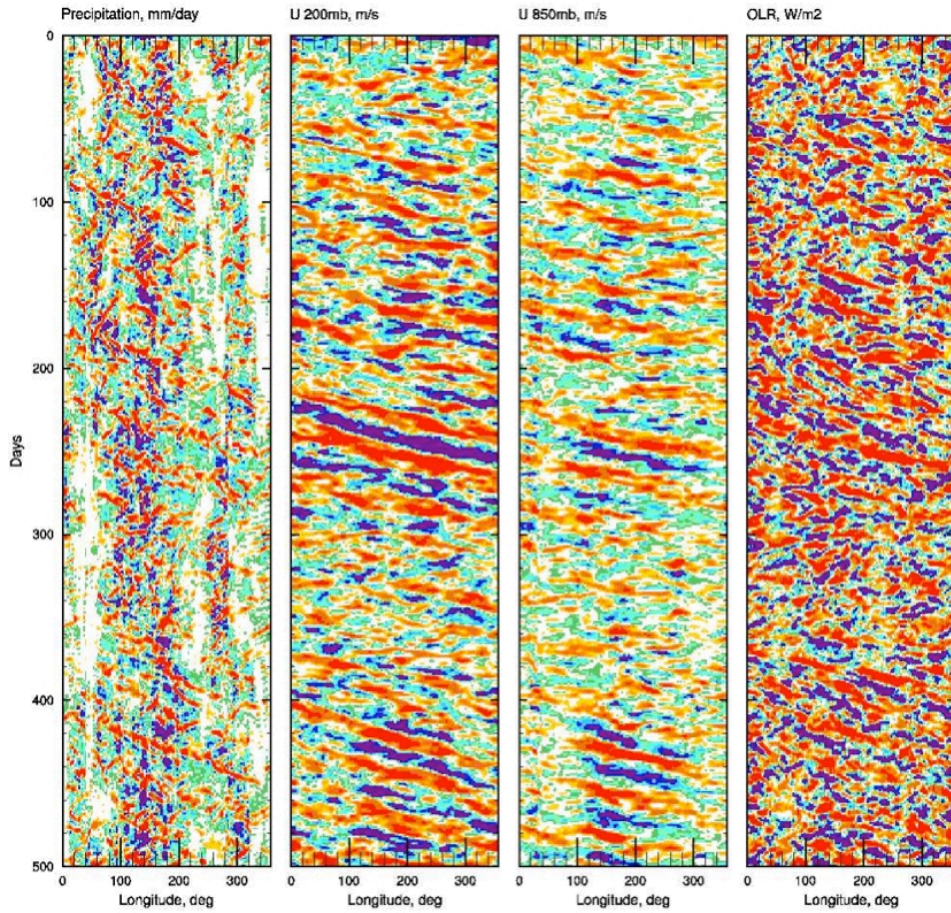 Precipitation, mm/day
U 200mb, m/s
U 850mb, m/s
OLR, W/m2
0
100
200
300
400
500
Days
0 100 200 300
0 100 200 300
0 100 200 300
0 100 200 300
Longitude, deg
Longitude, deg
Longitude, deg
Longitude, deg